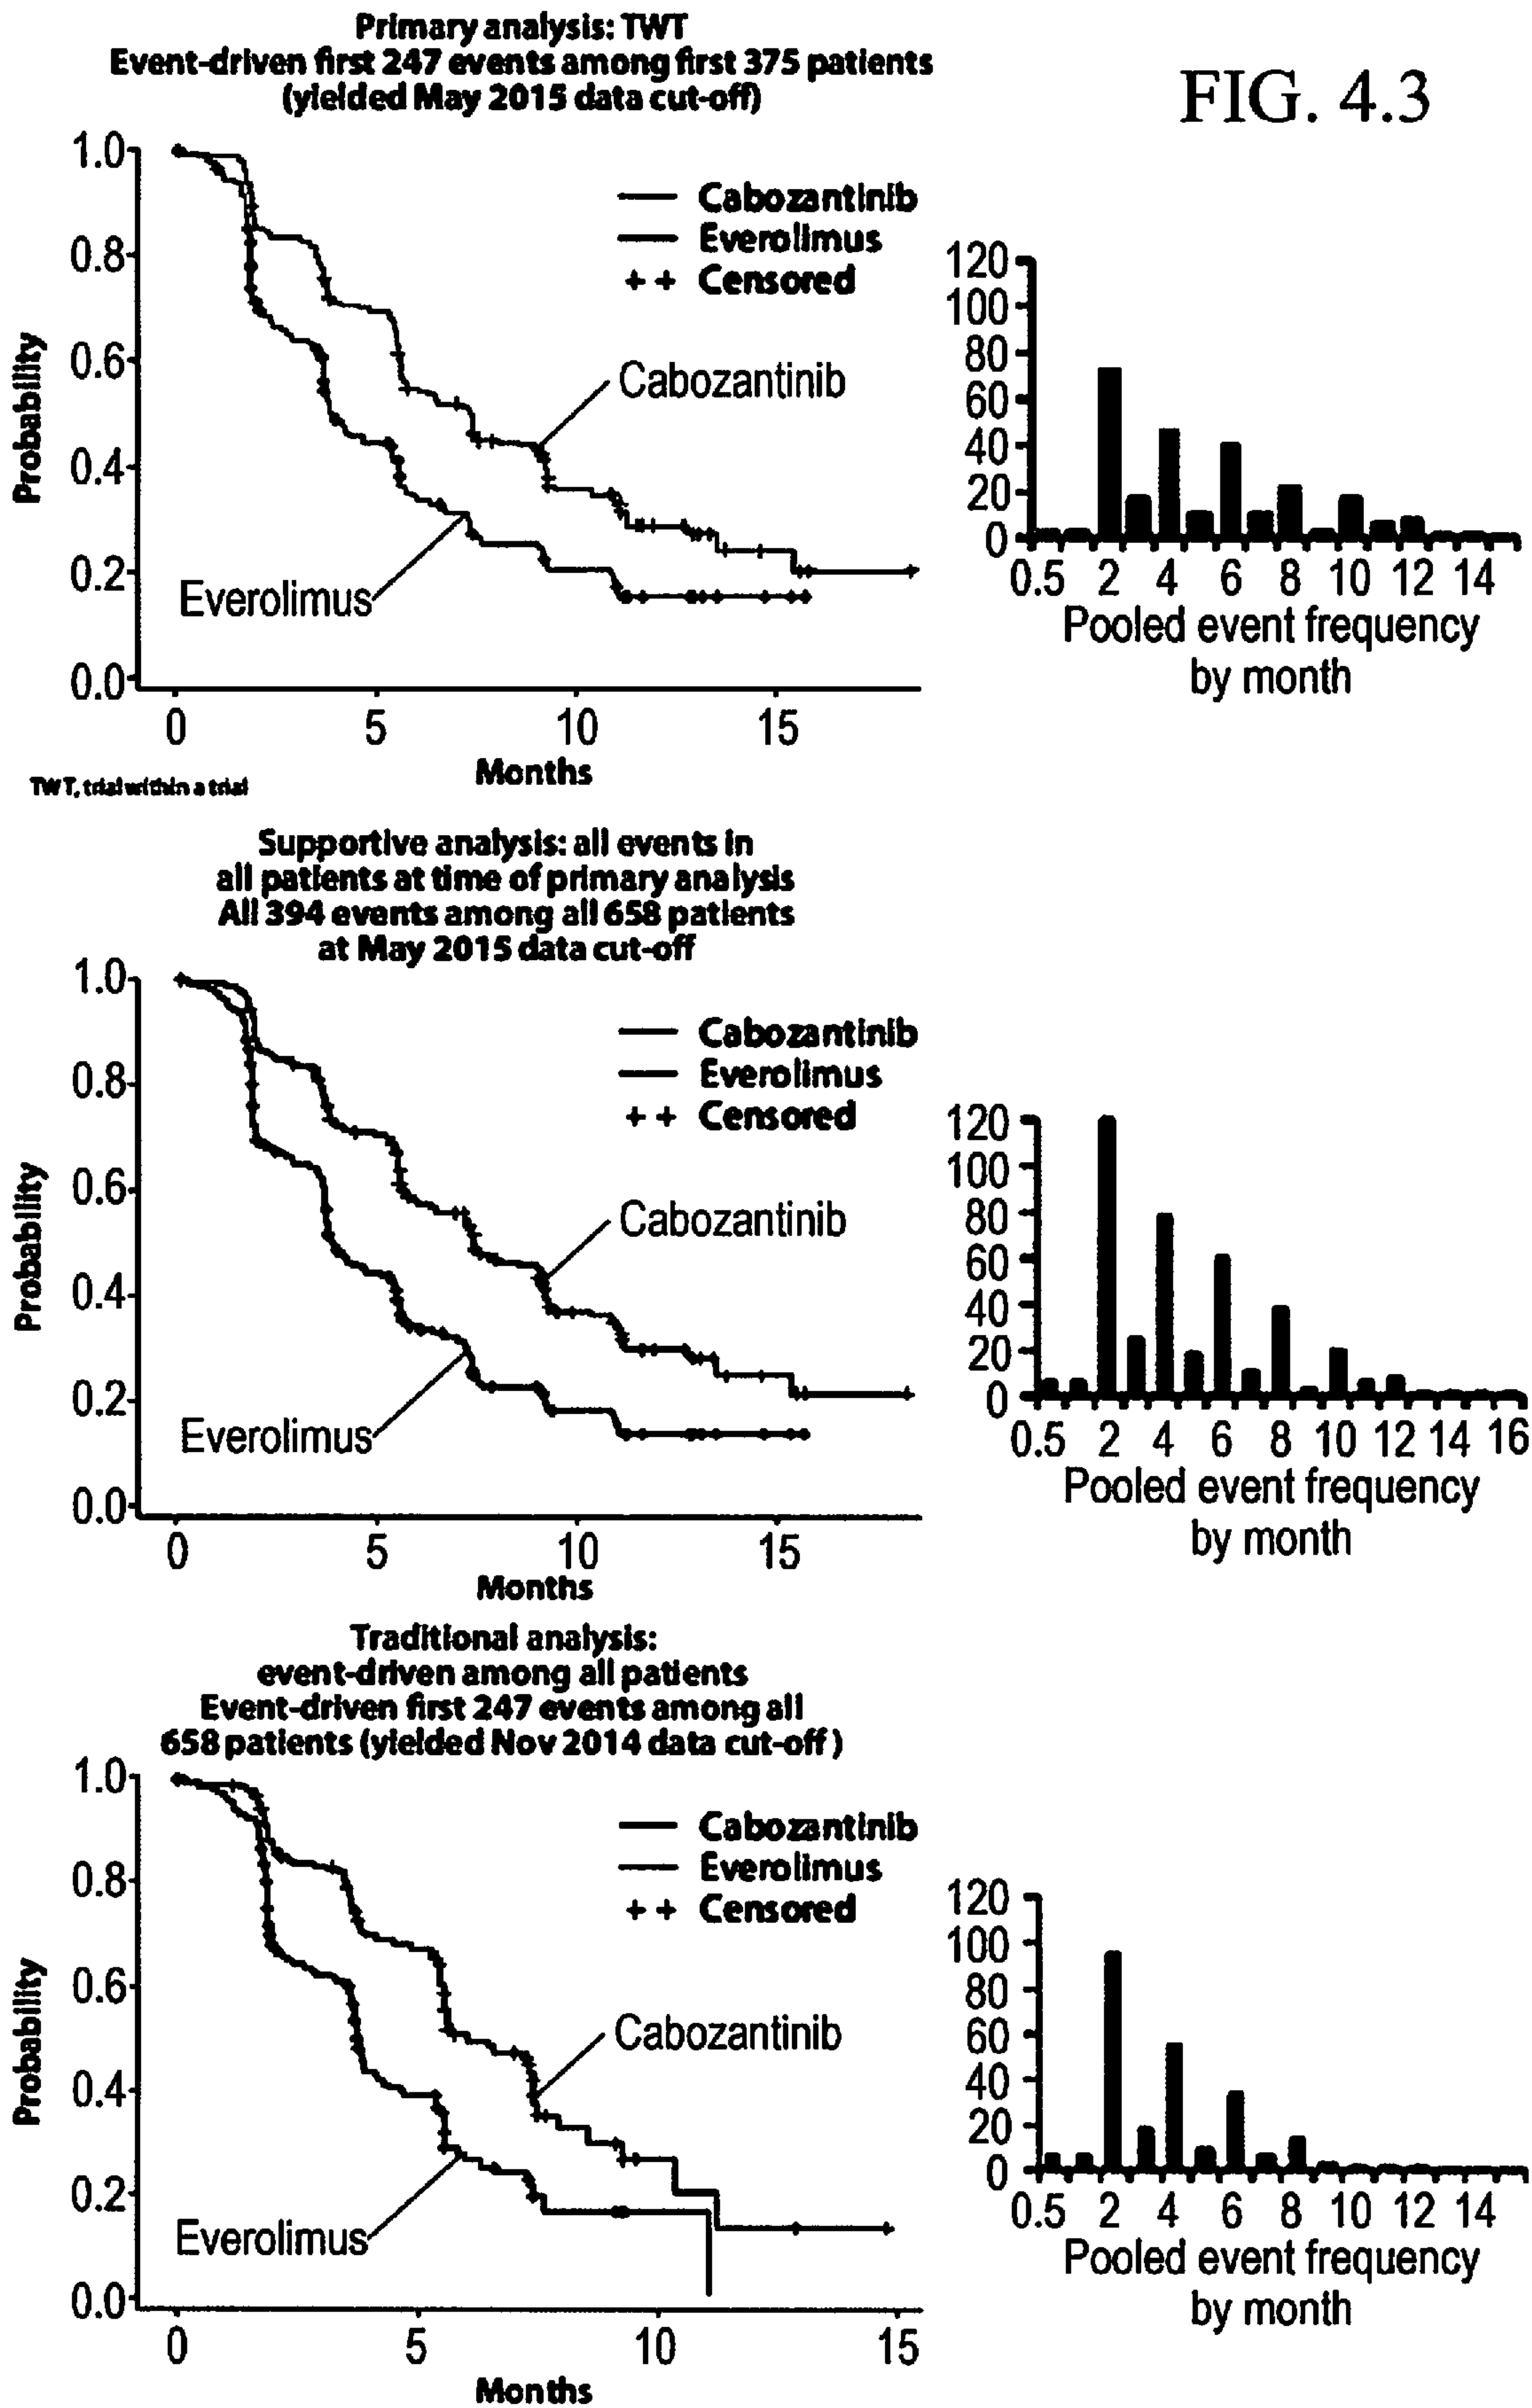 Primary analysis: TWT
Event-driven first 247 events among first 375 patients
(yielded May 2015 data cut-off)
FIG. 4.3
1.0
0.8
0.6
0.4
0.2
0.0
Probability
Cabozantinib
Everolimus
++ Censored
Cabozantinib
Everolimus
0 5 10 15
Months
TWT, trial within a trial
120
100
80
60
40
20
0
0.5 2 4 6 8 10 12 14
Pooled event frequency
by month
Supportive analysis: all events in
all patients at time of primary analysis
All 394 events among all 658 patients
at May 2015 data cut-off
1.0
0.8
0.6
0.4
0.2
0.0
Probability
Cabozantinib
Everolimus
++ Censored
Cabozantinib
Everolimus
0 5 10 15
Months
120
100
80
60
40
20
0
0.5 2 4 6 8 10 12 14 16
Pooled event frequency
by month
Traditional analysis:
event-driven among all patients
Event-driven first 247 events among all
658 patients (yielded Nov 2014 data cut-off)
1.0
0.8
0.6
0.4
0.2
0.0
Probability
Cabozantinib
Everolimus
++ Censored
Cabozantinib
Everolimus
0 5 10 15
Months
120
100
80
60
40
20
0
0.5 2 4 6 8 10 12 14
Pooled event frequency
by month